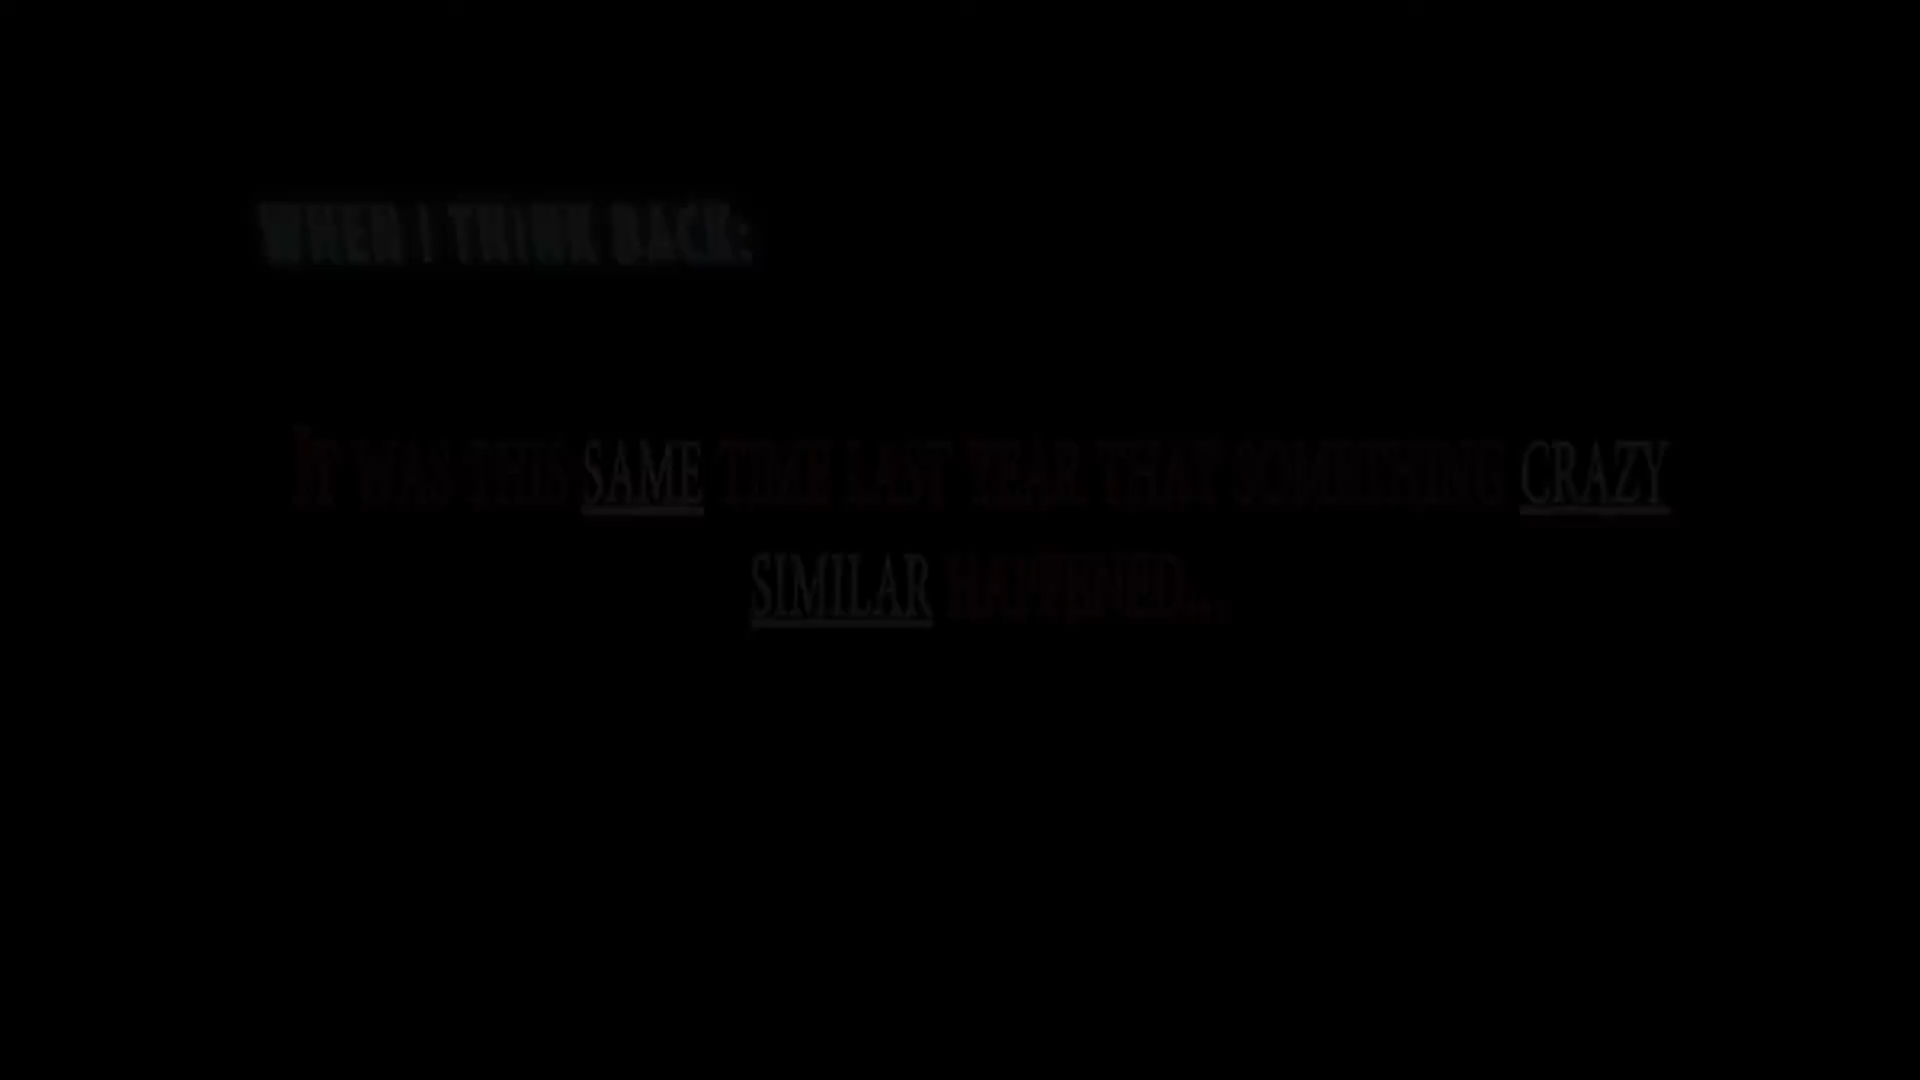 WHEN I THINK BACK:
IT WAS THIS SAME TIME LAST YEAR THAT SOMETHING CRAZY
SIMILAR HAPPENED...